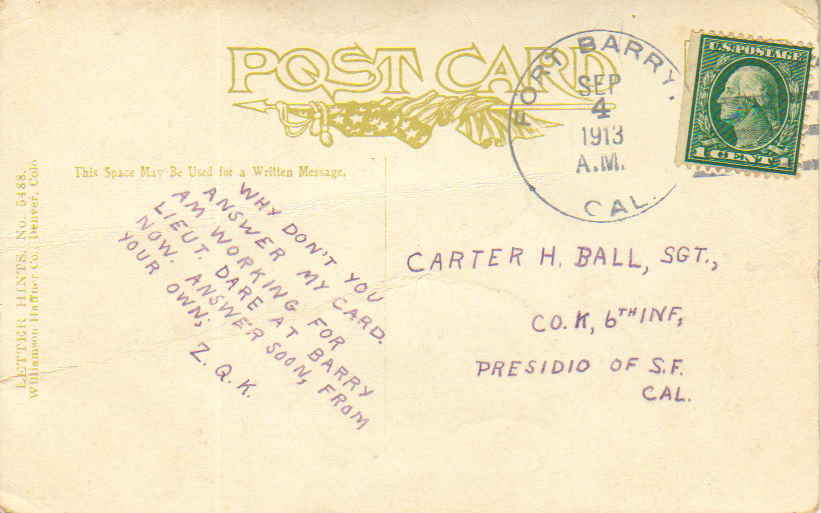 POST CARD
FORT BARRY,
SEP
4
1913
A.M.
CAL.
U.S. POSTAGE
1 CENT 1
This Space May Be Used for a Written Message.
WHY DON'T YOU
ANSWER MY CARD.
AM WORKING FOR
LIEUT. DARE AT BARRY
NOW. ANSWER SOON, FROM
YOUR OWN;
Z.Q.K.
CARTER H. BALL, SGT.,
CO. K, 6TH INF,
PRESIDIO OF S.F.
CAL.
LETTER HINTS. No. 5488.
Williamson Haffner Co., Denver, Colo